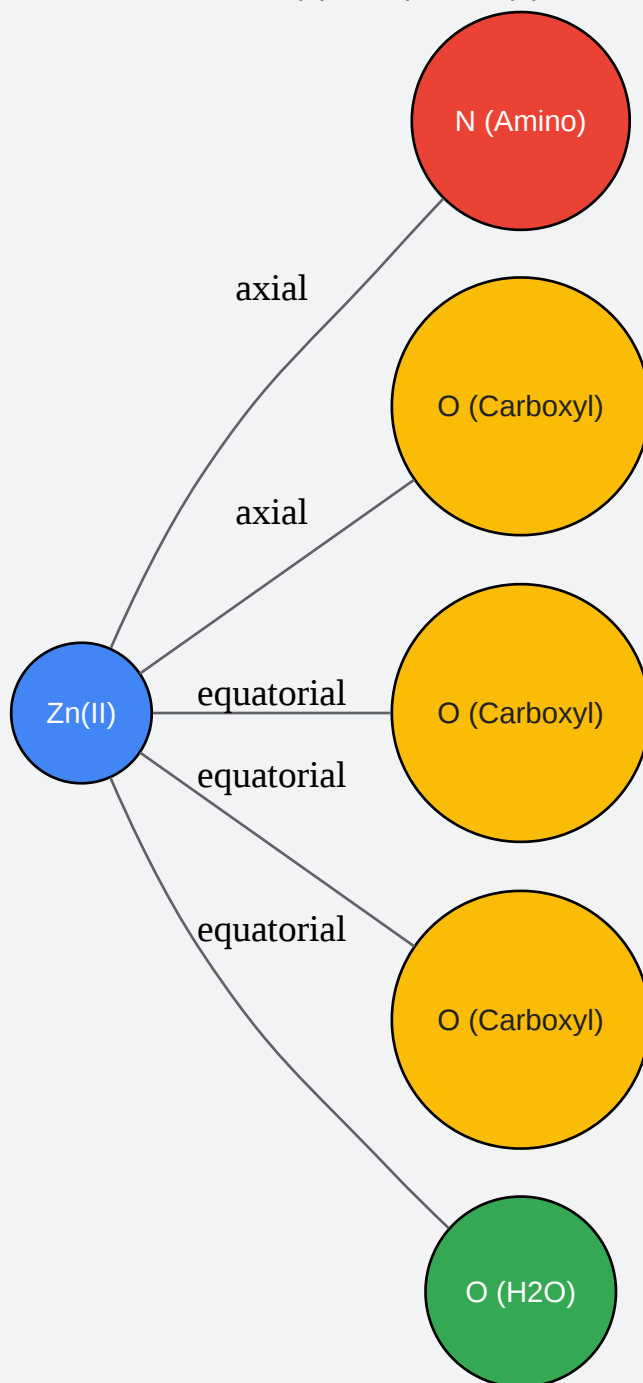 N (Amino)
axial
O (Carboxyl)
axial
equatorial
Zn(II)
O (Carboxyl)
equatorial
equatorial
O (Carboxyl)
O (H2O)